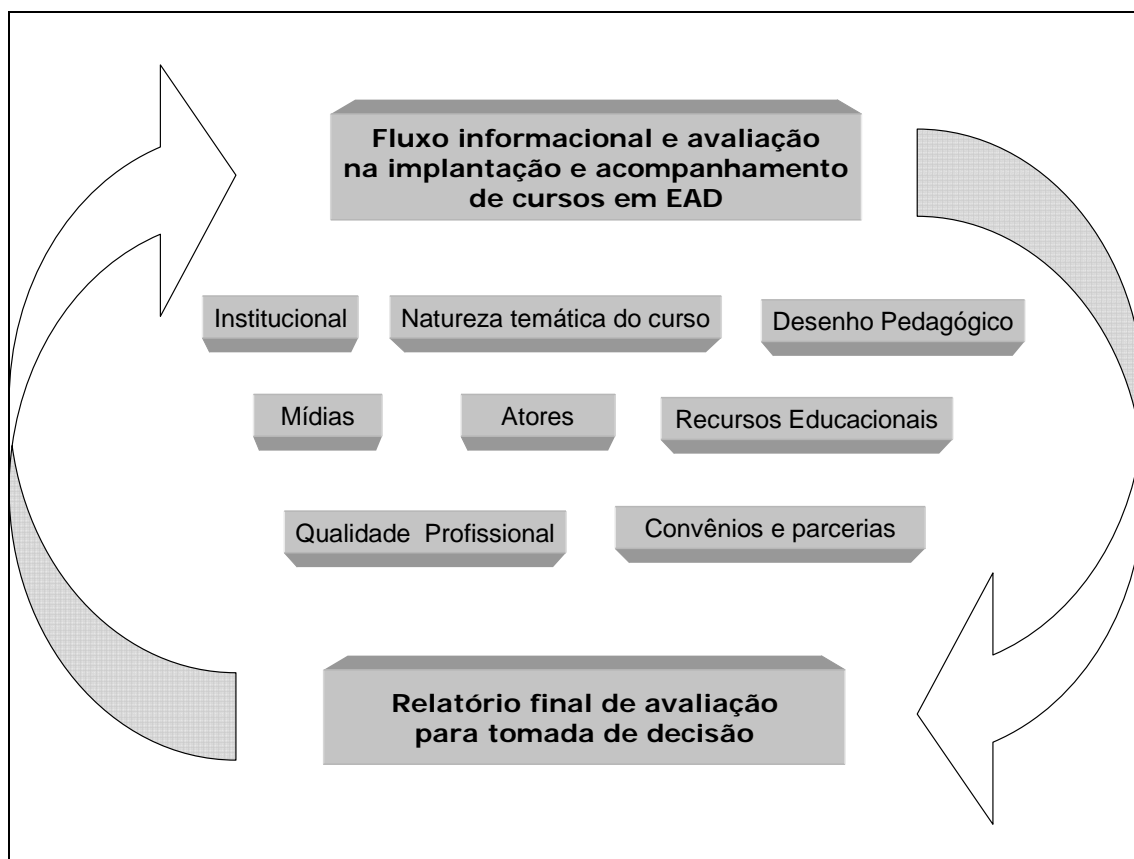 Fluxo informacional e avaliação
na implantação e acompanhamento
de cursos em EAD
Institucional
Natureza temática do curso
Desenho Pedagógico
Mídias
Atores
Recursos Educacionais
Qualidade Profissional
Convênios e parcerias
Relatório final de avaliação
para tomada de decisão